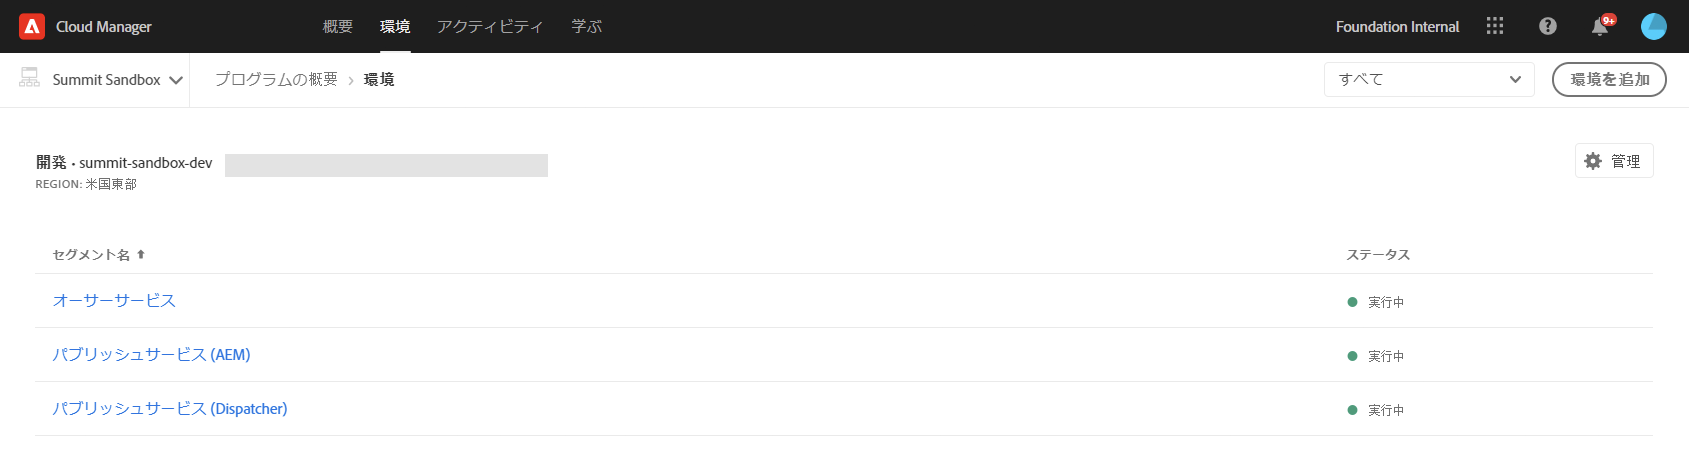 Cloud Manager 概要 環境 アクティビティ 学ぶ Foundation Internal 9+
Summit Sandbox プログラムの概要 › 環境 すべて 環境を追加
開発 • summit-sandbox-dev 管理
REGION: 米国東部
セグメント名 ステータス
オーサーサービス 実行中
パブリッシュサービス (AEM) 実行中
パブリッシュサービス (Dispatcher) 実行中